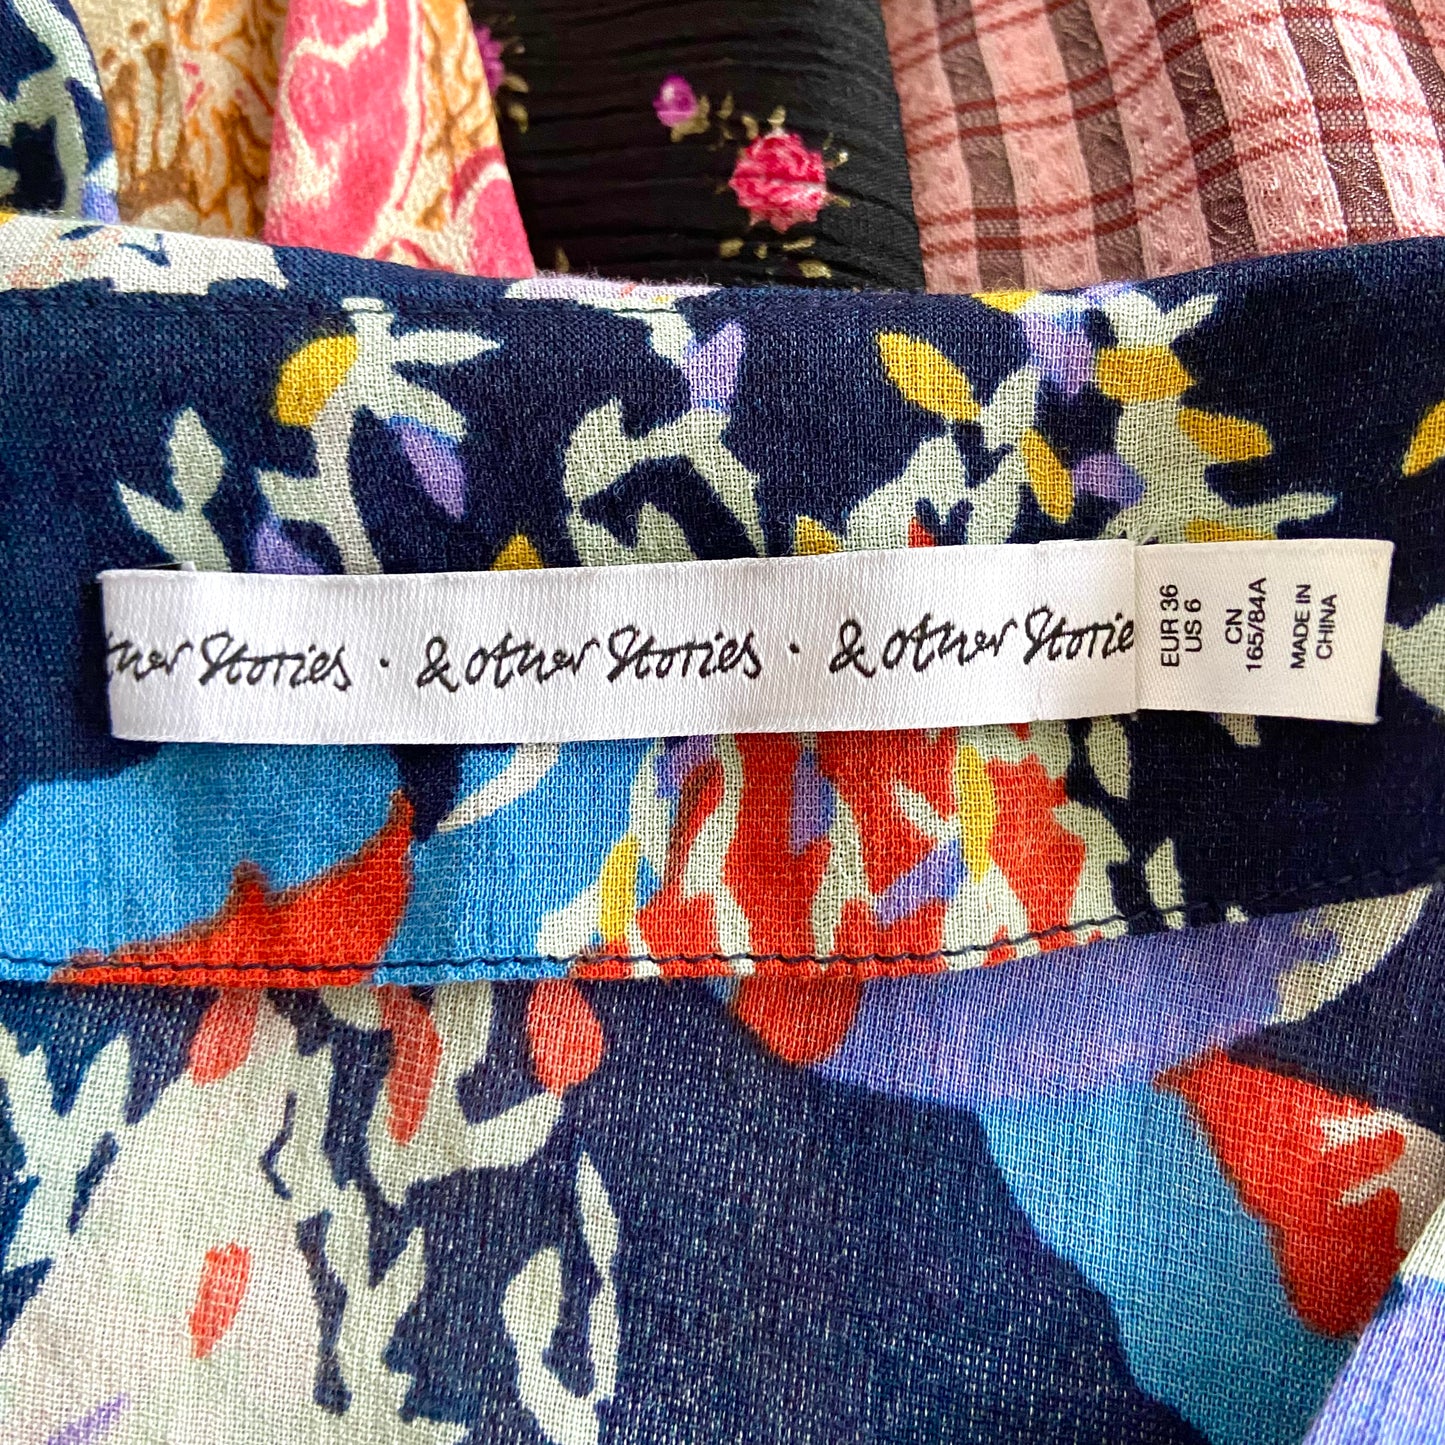 ther Stories · & other Stories · & other Storie
EUR 36
US 6
CN
165/84A
MADE IN
CHINA